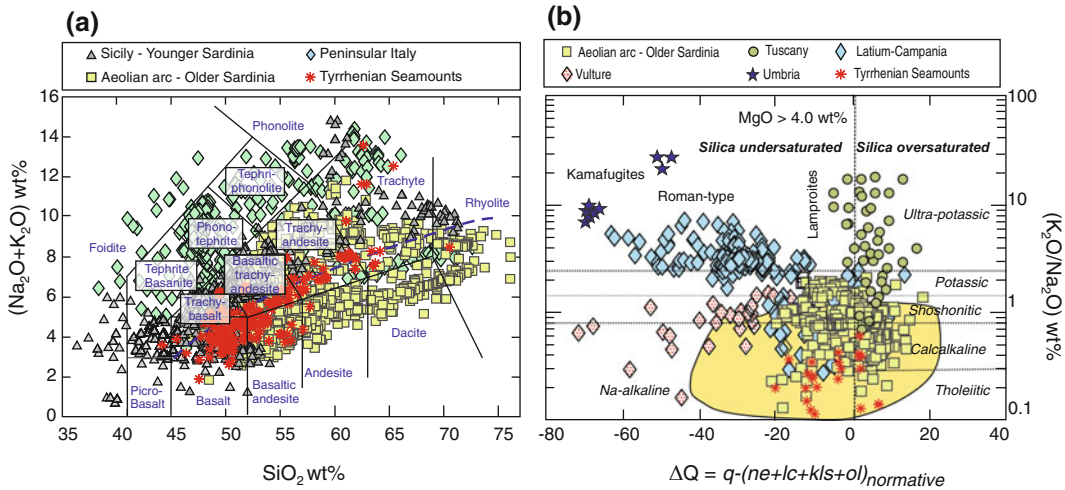 (a)
Sicily - Younger Sardinia
Peninsular Italy
Aeolian arc - Older Sardinia
Tyrrhenian Seamounts
16
14
12
10
8
6
4
2
0
(Na2O+K2O) wt%
Phonolite
Tephri-
phonolite
Trachyte
Rhyolite
Foidite
Phono-
tephrite
Trachy-
andesite
Tephrite
Basanite
Basaltic
trachy-
andesite
Trachy-
basalt
Dacite
Andesite
Picro-
Basalt
Basalt
Basaltic
andesite
35
40
45
50
55
60
65
70
75
SiO2 wt%
(b)
Aeolian arc - Older Sardinia
Tuscany
Latium-Campania
Vulture
Umbria
Tyrrhenian Seamounts
MgO > 4.0 wt%
Silica undersaturated
Silica oversaturated
Kamafugites
Roman-type
Lamproites
Ultra-potassic
Potassic
Shoshonitic
Calcalkaline
Na-alkaline
Tholeiitic
100
10
1
0.1
(K2O/Na2O) wt%
-80
-60
-40
-20
0
20
40
ΔQ = q-(ne+lc+kls+ol)normative